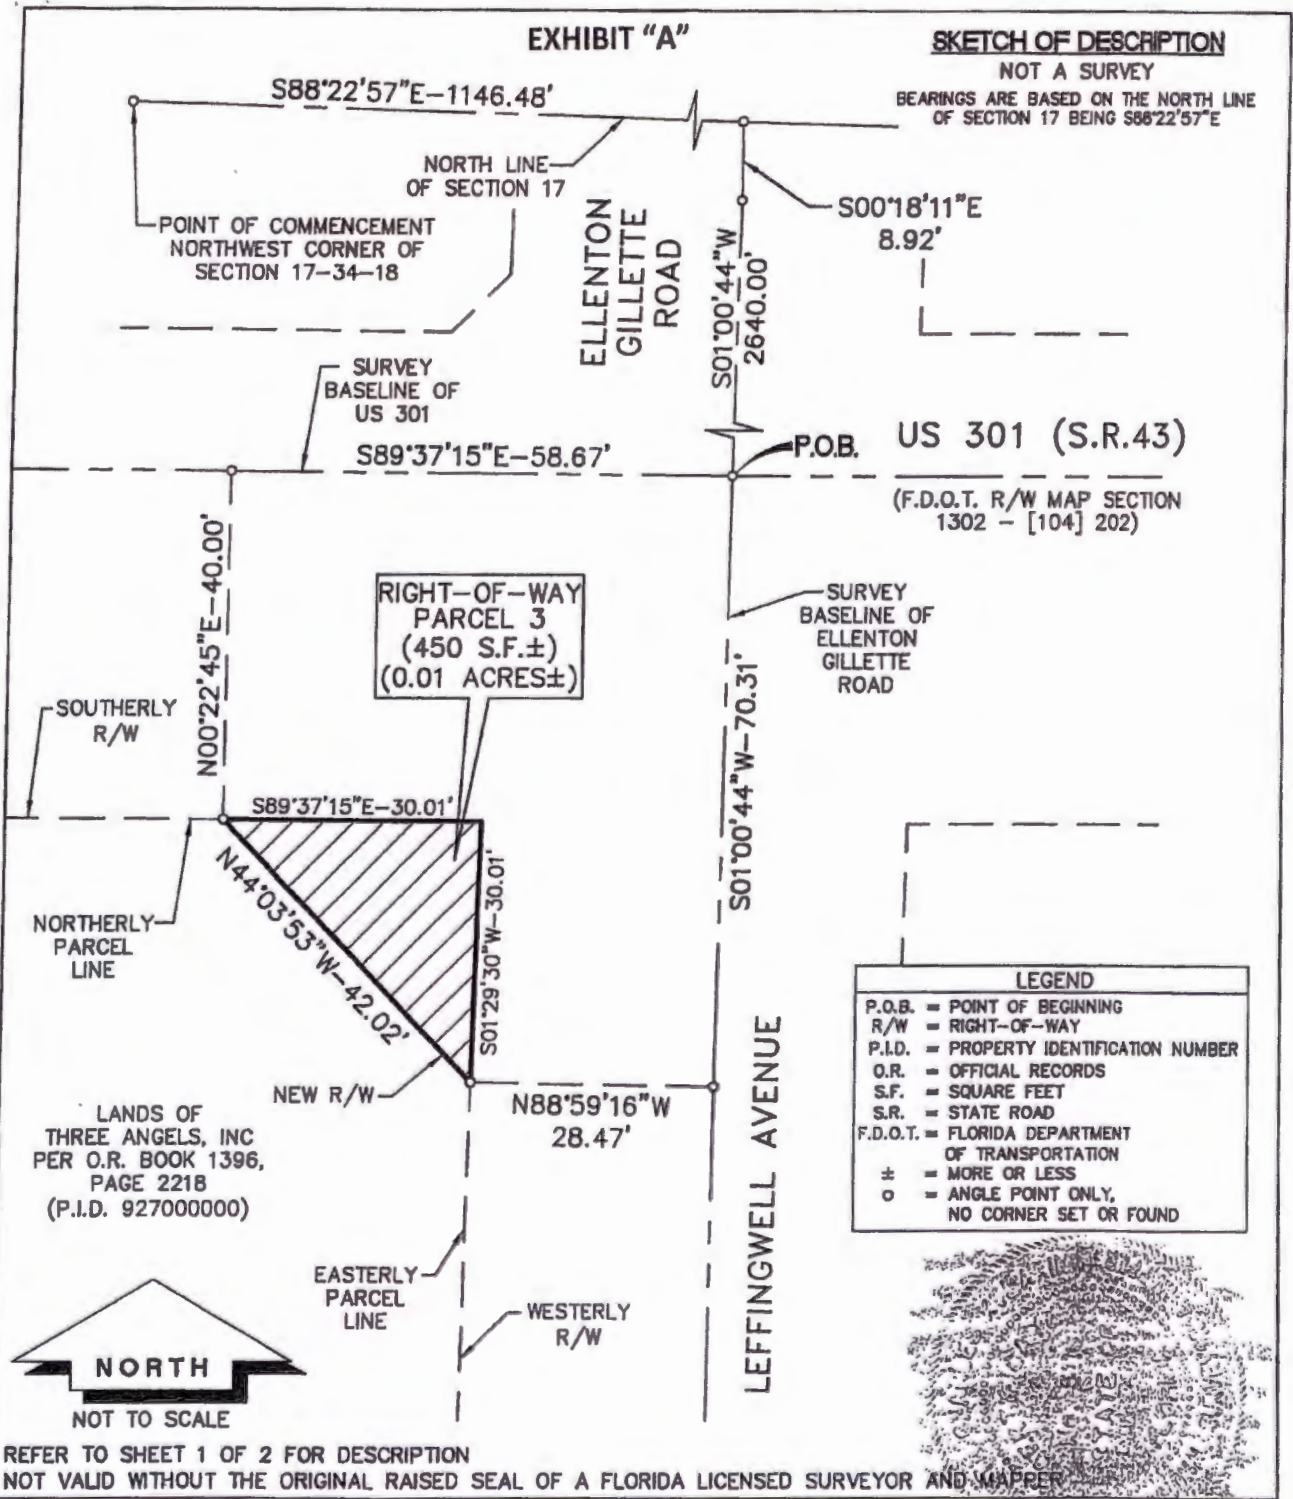 EXHIBIT "A"
SKETCH OF DESCRIPTION
NOT A SURVEY
BEARINGS ARE BASED ON THE NORTH LINE
OF SECTION 17 BEING S88°22'57"E
S88°22'57"E-1146.48'
NORTH LINE
OF SECTION 17
POINT OF COMMENCEMENT
NORTHWEST CORNER OF
SECTION 17-34-18
ELLENTON
GILLETTE
ROAD
S00°18'11"E
8.92'
S01°00'44"W
2640.00'
SURVEY
BASELINE OF
US 301
S89°37'15"E-58.67'
P.O.B.
US 301 (S.R.43)
(F.D.O.T. R/W MAP SECTION
1302 - [104] 202)
N00°22'45"E-40.00'
RIGHT-OF-WAY
PARCEL 3
(450 S.F.±)
(0.01 ACRES±)
SURVEY
BASELINE OF
ELLENTON
GILLETTE
ROAD
SOUTHERLY
R/W
S89°37'15"E-30.01'
S01°00'44"W-70.31'
N44°03'53"W-42.02'
S01°29'30"W-30.01'
NORTHERLY
PARCEL
LINE
NEW R/W
N88°59'16"W
28.47'
LEFFINGWELL AVENUE
LANDS OF
THREE ANGELS, INC
PER O.R. BOOK 1396,
PAGE 2218
(P.I.D. 927000000)
EASTERLY
PARCEL
LINE
WESTERLY
R/W
LEGEND
P.O.B. = POINT OF BEGINNING
R/W = RIGHT-OF-WAY
P.I.D. = PROPERTY IDENTIFICATION NUMBER
O.R. = OFFICIAL RECORDS
S.F. = SQUARE FEET
S.R. = STATE ROAD
F.D.O.T. = FLORIDA DEPARTMENT
OF TRANSPORTATION
± = MORE OR LESS
o = ANGLE POINT ONLY,
NO CORNER SET OR FOUND
NORTH
NOT TO SCALE
REFER TO SHEET 1 OF 2 FOR DESCRIPTION
NOT VALID WITHOUT THE ORIGINAL RAISED SEAL OF A FLORIDA LICENSED SURVEYOR AND MAPPER